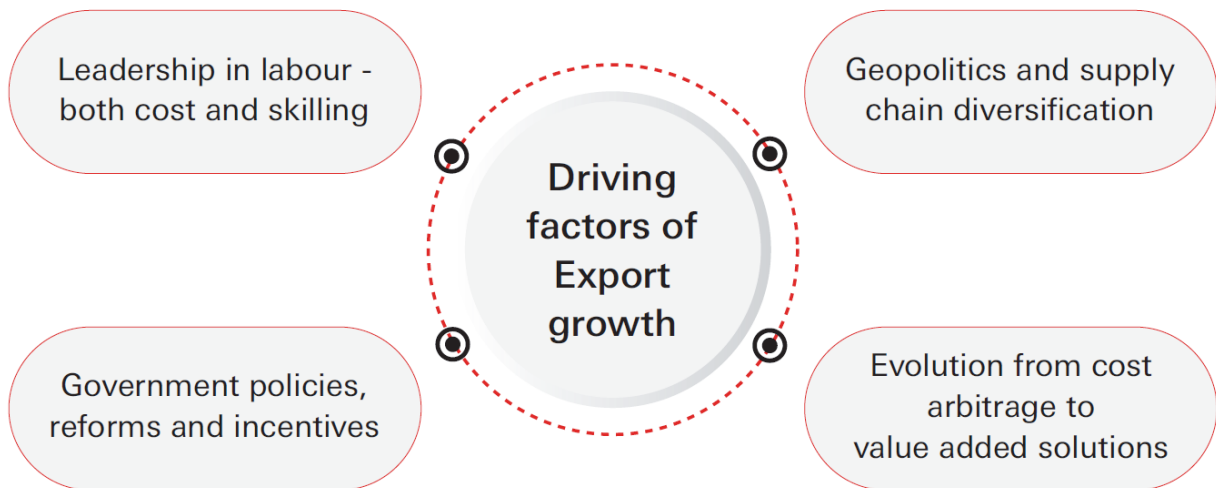 Leadership in labour -
both cost and skilling
Geopolitics and supply
chain diversification
Driving
factors of
Export
growth
Government policies,
reforms and incentives
Evolution from cost
arbitrage to
value added solutions